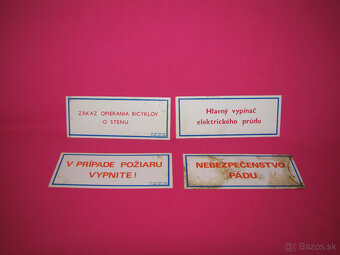 ZÁKAZ OPIERANIA BICYKLOV
O STENU
Hlavný vypínač
elektrického prúdu
V PRÍPADE POŽIARU
VYPNITE!
NEBEZPEČENSTVO
PÁDU
© Bazos.sk